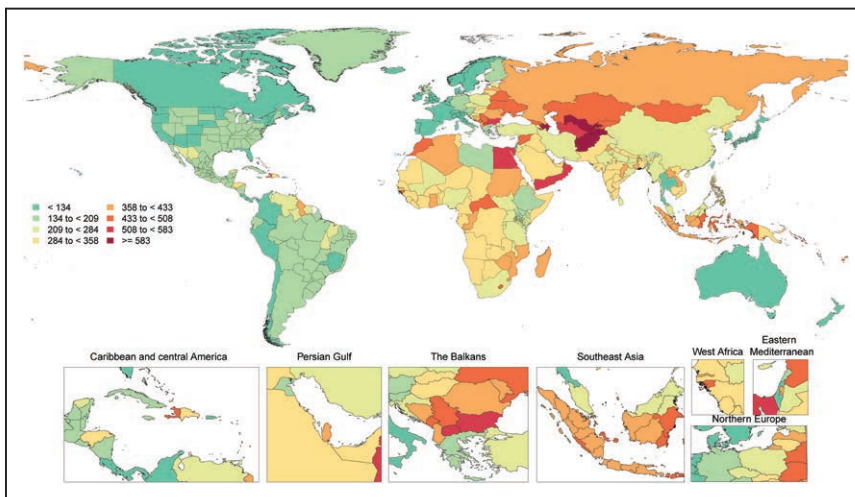 < 134
134 to < 209
209 to < 284
284 to < 358
358 to < 433
433 to < 508
508 to < 583
>= 583
Caribbean and central America
Persian Gulf
The Balkans
Southeast Asia
West Africa
Eastern
Mediterranean
Northern Europe